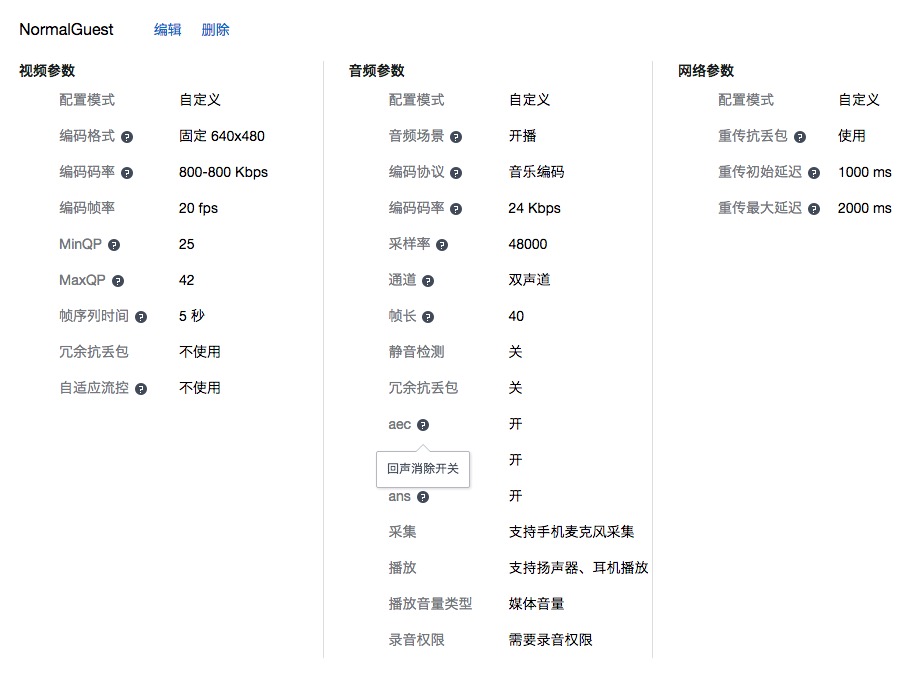 NormalGuest 编辑 删除
视频参数
配置模式 自定义
编码格式 ? 固定 640x480
编码码率 ? 800-800 Kbps
编码帧率 20 fps
MinQP ? 25
MaxQP ? 42
帧序列时间 ? 5 秒
冗余抗丢包 不使用
自适应流控 ? 不使用
音频参数
配置模式 自定义
音频场景 ? 开播
编码协议 ? 音乐编码
编码码率 ? 24 Kbps
采样率 ? 48000
通道 ? 双声道
帧长 ? 40
静音检测 关
冗余抗丢包 关
aec ? 开
回声消除开关 开
ans ? 开
采集 支持手机麦克风采集
播放 支持扬声器、耳机播放
播放音量类型 媒体音量
录音权限 需要录音权限
网络参数
配置模式 自定义
重传抗丢包 ? 使用
重传初始延迟 ? 1000 ms
重传最大延迟 ? 2000 ms